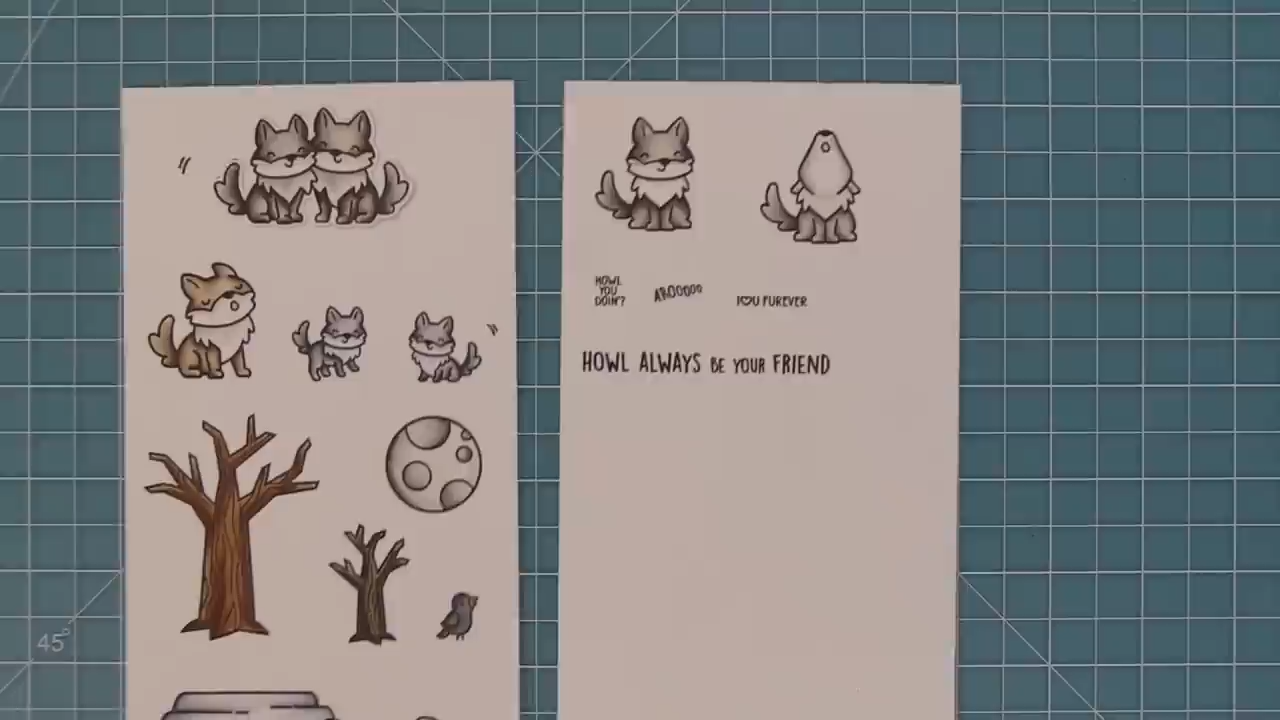 HOWL
YOU
DOIN'?
AROOOOO
I♡U FUREVER
HOWL ALWAYS BE YOUR FRIEND
45°